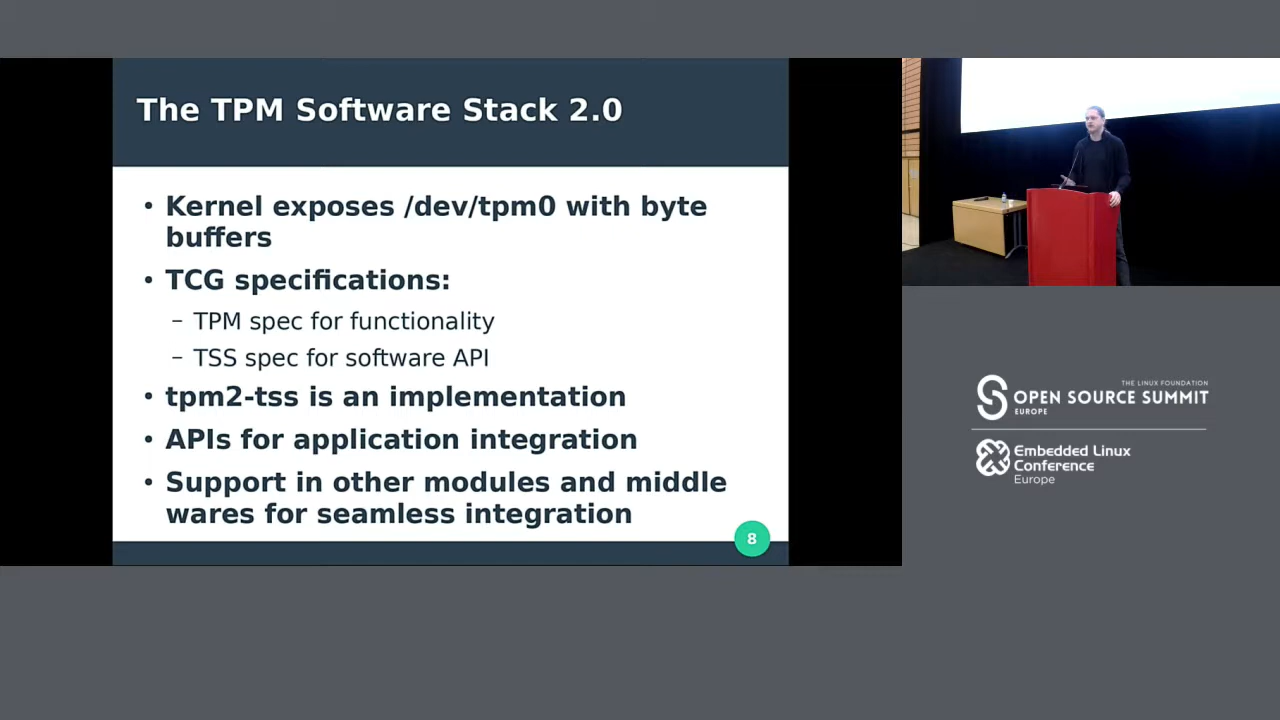 The TPM Software Stack 2.0
• Kernel exposes /dev/tpm0 with byte
buffers
• TCG specifications:
– TPM spec for functionality
– TSS spec for software API
• tpm2-tss is an implementation
• APIs for application integration
• Support in other modules and middle
wares for seamless integration
8
THE LINUX FOUNDATION
OPEN SOURCE SUMMIT
EUROPE
Embedded Linux
Conference
Europe